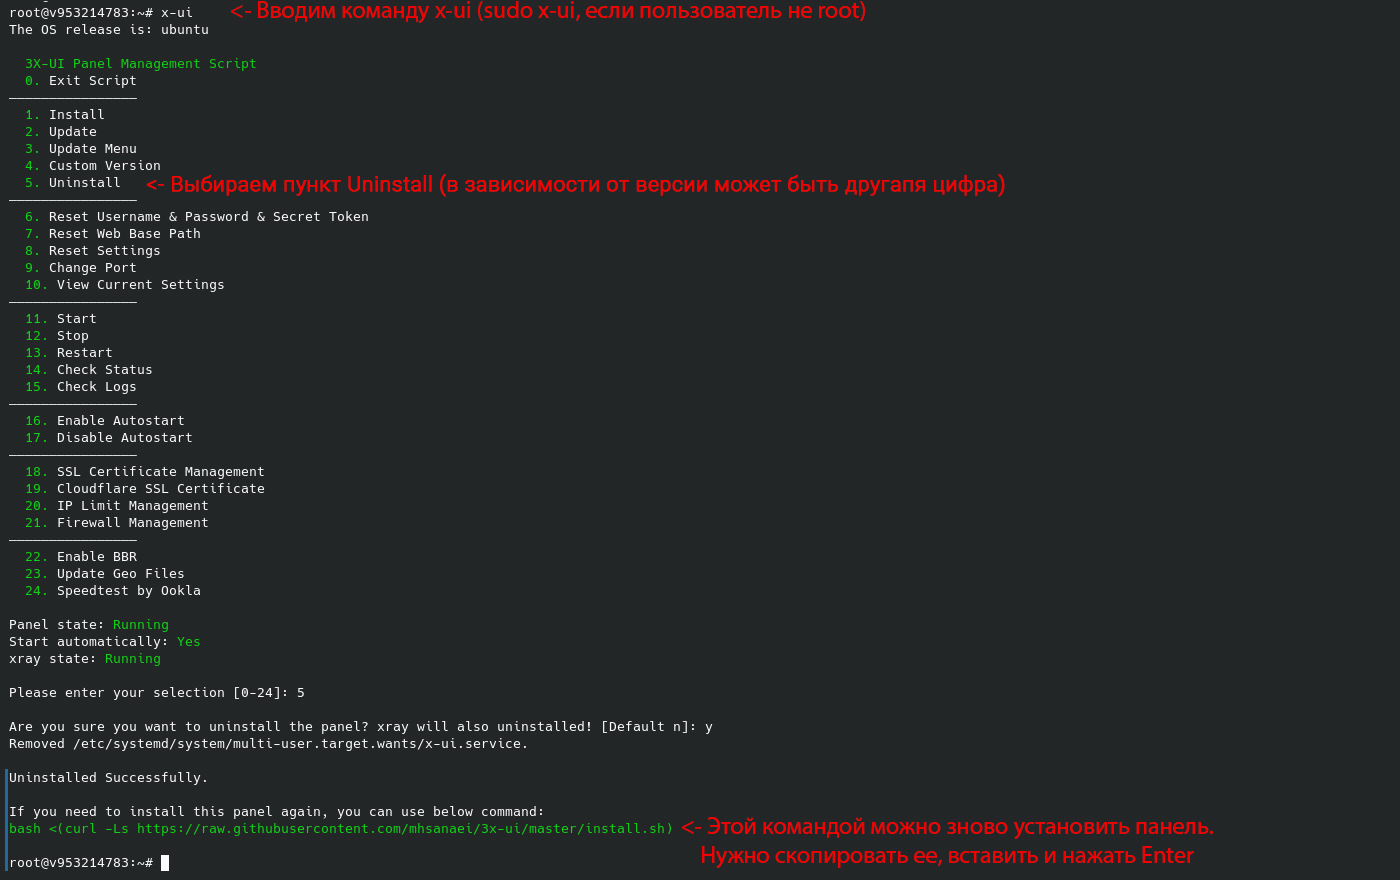 root@v953214783:~# x-ui <- Вводим команду x-ui (sudo x-ui, если пользователь не root)
The OS release is: ubuntu
3X-UI Panel Management Script
0. Exit Script
————————————————
1. Install
2. Update
3. Update Menu
4. Custom Version
5. Uninstall <- Выбираем пункт Uninstall (в зависимости от версии может быть другапя цифра)
————————————————
6. Reset Username & Password & Secret Token
7. Reset Web Base Path
8. Reset Settings
9. Change Port
10. View Current Settings
————————————————
11. Start
12. Stop
13. Restart
14. Check Status
15. Check Logs
————————————————
16. Enable Autostart
17. Disable Autostart
————————————————
18. SSL Certificate Management
19. Cloudflare SSL Certificate
20. IP Limit Management
21. Firewall Management
————————————————
22. Enable BBR
23. Update Geo Files
24. Speedtest by Ookla
Panel state: Running
Start automatically: Yes
xray state: Running
Please enter your selection [0-24]: 5
Are you sure you want to uninstall the panel? xray will also uninstalled! [Default n]: y
Removed /etc/systemd/system/multi-user.target.wants/x-ui.service.
Uninstalled Successfully.
If you need to install this panel again, you can use below command:
bash <(curl -Ls https://raw.githubusercontent.com/mhsanaei/3x-ui/master/install.sh) <- Этой командой можно зново установить панель.
Нужно скопировать ее, вставить и нажать Enter
root@v953214783:~#